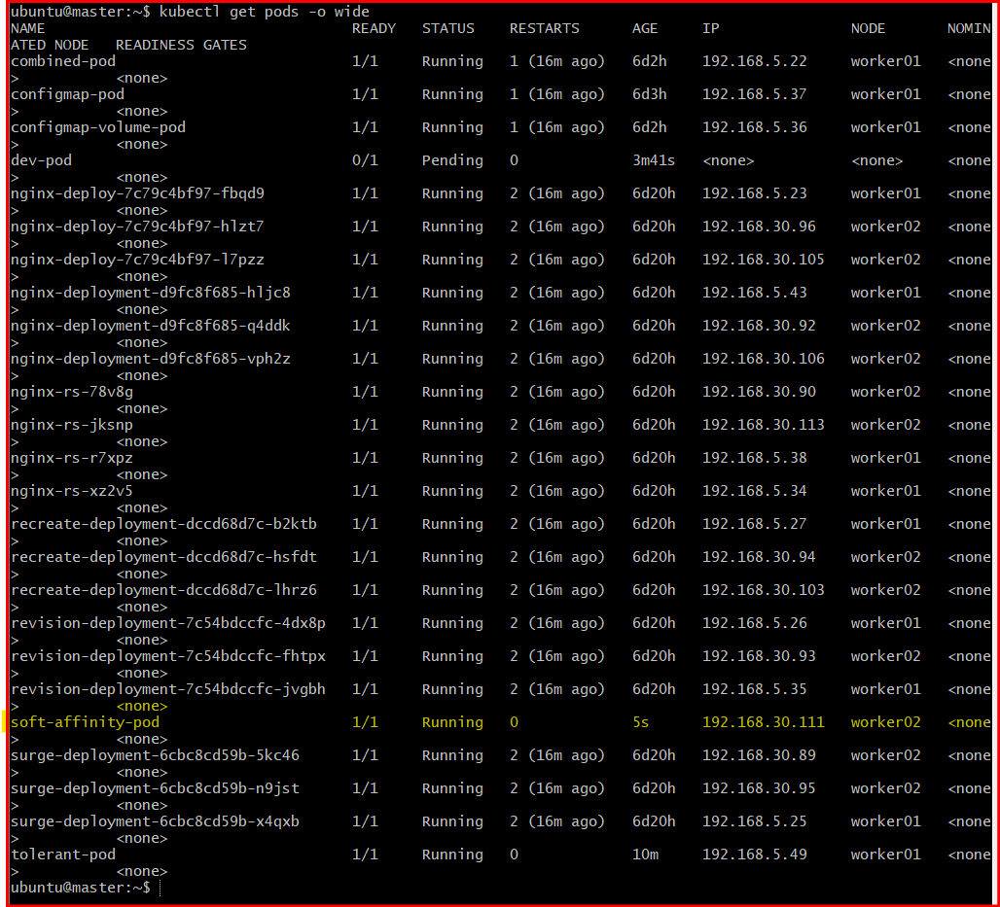 ubuntu@master:~$ kubectl get pods -o wide
NAME                                   READY   STATUS    RESTARTS      AGE     IP               NODE       NOMIN
ATED NODE   READINESS GATES
combined-pod                           1/1     Running   1 (16m ago)   6d2h    192.168.5.22     worker01   <none
>           <none>
configmap-pod                          1/1     Running   1 (16m ago)   6d3h    192.168.5.37     worker01   <none
>           <none>
configmap-volume-pod                   1/1     Running   1 (16m ago)   6d2h    192.168.5.36     worker01   <none
>           <none>
dev-pod                                0/1     Pending   0             3m41s   <none>           <none>     <none
>           <none>
nginx-deploy-7c79c4bf97-fbqd9          1/1     Running   2 (16m ago)   6d20h   192.168.5.23     worker01   <none
>           <none>
nginx-deploy-7c79c4bf97-hlzt7          1/1     Running   2 (16m ago)   6d20h   192.168.30.96    worker02   <none
>           <none>
nginx-deploy-7c79c4bf97-l7pzz          1/1     Running   2 (16m ago)   6d20h   192.168.30.105   worker02   <none
>           <none>
nginx-deployment-d9fc8f685-hljc8       1/1     Running   2 (16m ago)   6d20h   192.168.5.43     worker01   <none
>           <none>
nginx-deployment-d9fc8f685-q4ddk       1/1     Running   2 (16m ago)   6d20h   192.168.30.92    worker02   <none
>           <none>
nginx-deployment-d9fc8f685-vph2z       1/1     Running   2 (16m ago)   6d20h   192.168.30.106   worker02   <none
>           <none>
nginx-rs-78v8g                         1/1     Running   2 (16m ago)   6d20h   192.168.30.90    worker02   <none
>           <none>
nginx-rs-jksnp                         1/1     Running   2 (16m ago)   6d20h   192.168.30.113   worker02   <none
>           <none>
nginx-rs-r7xpz                         1/1     Running   2 (16m ago)   6d20h   192.168.5.38     worker01   <none
>           <none>
nginx-rs-xz2v5                         1/1     Running   2 (16m ago)   6d20h   192.168.5.34     worker01   <none
>           <none>
recreate-deployment-dccd68d7c-b2ktb    1/1     Running   2 (16m ago)   6d20h   192.168.5.27     worker01   <none
>           <none>
recreate-deployment-dccd68d7c-hsfdt    1/1     Running   2 (16m ago)   6d20h   192.168.30.94    worker02   <none
>           <none>
recreate-deployment-dccd68d7c-lhrz6    1/1     Running   2 (16m ago)   6d20h   192.168.30.103   worker02   <none
>           <none>
revision-deployment-7c54bdccfc-4dx8p   1/1     Running   2 (16m ago)   6d20h   192.168.5.26     worker01   <none
>           <none>
revision-deployment-7c54bdccfc-fhtpx   1/1     Running   2 (16m ago)   6d20h   192.168.30.93    worker02   <none
>           <none>
revision-deployment-7c54bdccfc-jvgbh   1/1     Running   2 (16m ago)   6d20h   192.168.5.35     worker01   <none
>           <none>
soft-affinity-pod                      1/1     Running   0             5s      192.168.30.111   worker02   <none
>           <none>
surge-deployment-6cbc8cd59b-5kc46      1/1     Running   2 (16m ago)   6d20h   192.168.30.89    worker02   <none
>           <none>
surge-deployment-6cbc8cd59b-n9jst      1/1     Running   2 (16m ago)   6d20h   192.168.30.95    worker02   <none
>           <none>
surge-deployment-6cbc8cd59b-x4qxb      1/1     Running   2 (16m ago)   6d20h   192.168.5.25     worker01   <none
>           <none>
tolerant-pod                           1/1     Running   0             10m     192.168.5.49     worker01   <none
>           <none>
ubuntu@master:~$